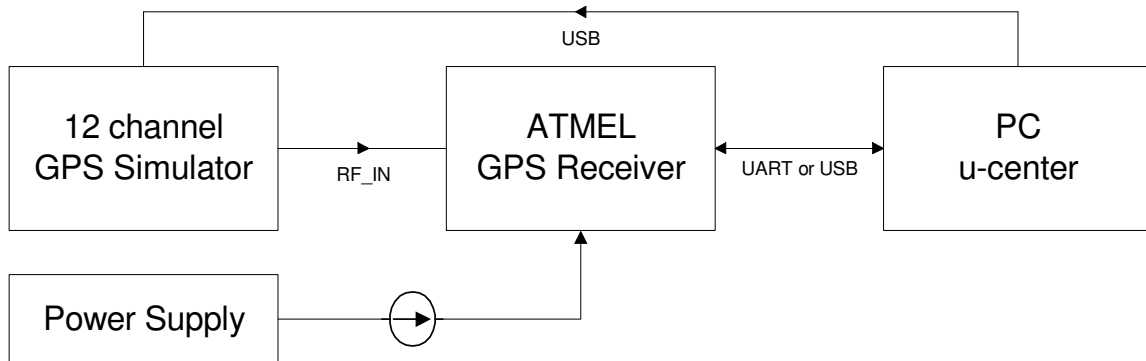 USB
12 channel
GPS Simulator
RF_IN
ATMEL
GPS Receiver
UART or USB
PC
u-center
Power Supply